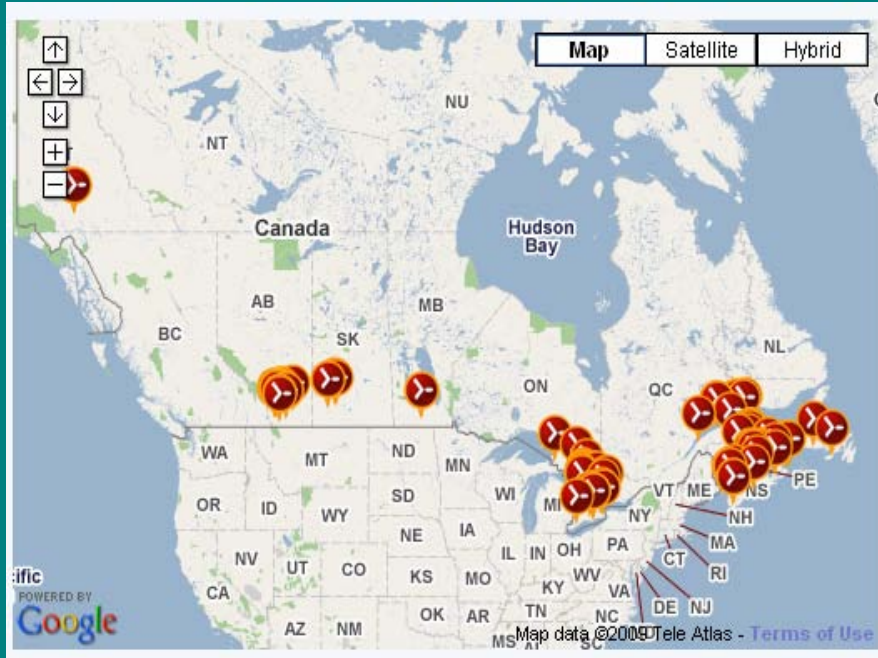 Map Satellite Hybrid
NU
NT
Canada
Hudson
Bay
AB
MB
BC
SK
NL
ON
QC
WA
MT
ND
MN
PE
NS
VT ME
OR
ID
SD
WI
MI
WY
NY
NH
NE
IA
MA
NV
IL IN OH
PA
CT
UT
CO
RI
KS
MO
WV
KY
VA
CA
DE
NJ
OK
AR
TN
NC
AZ
NM
MS
SC
ific
POWERED BY
Google
Map data ©2009 Tele Atlas - Terms of Use